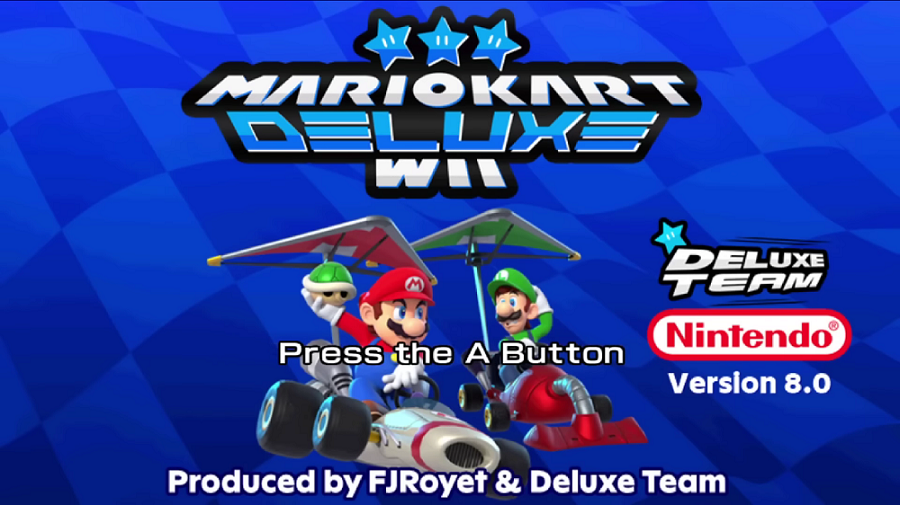 MARIOKART
DELUXE
WII
DELUXE
TEAM
Nintendo®
Press the A Button
Version 8.0
Produced by FJRoyet & Deluxe Team